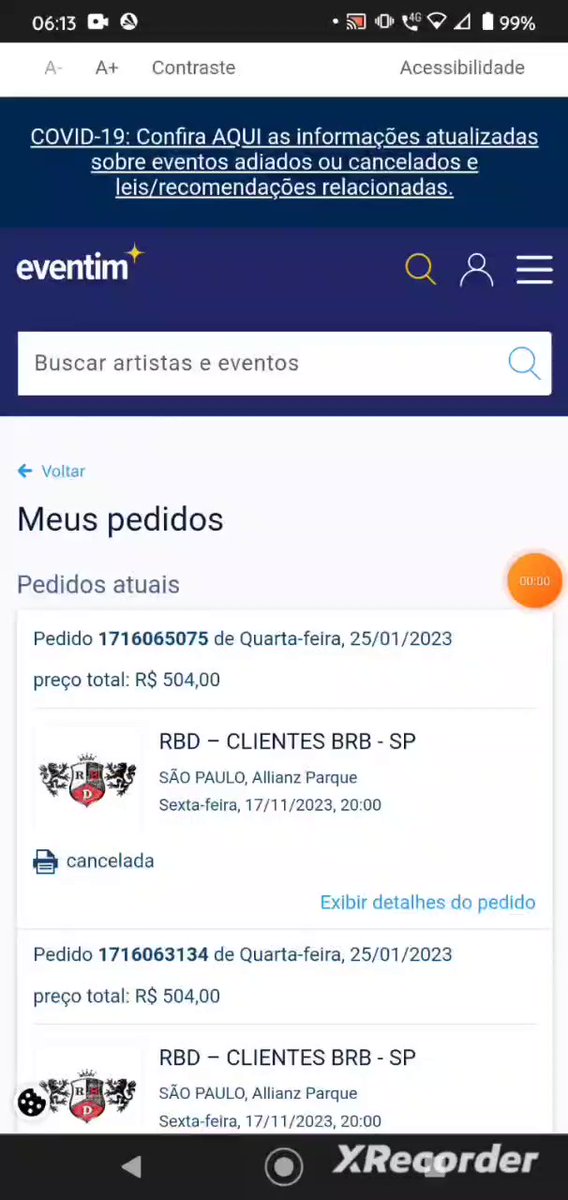 06:13 4G 99%
A- A+ Contraste Acessibilidade
COVID-19: Confira AQUI as informações atualizadas
sobre eventos adiados ou cancelados e
leis/recomendações relacionadas.
eventim
Buscar artistas e eventos
Voltar
Meus pedidos
Pedidos atuais
00:00
Pedido 1716065075 de Quarta-feira, 25/01/2023
preço total: R$ 504,00
RBD – CLIENTES BRB - SP
SÃO PAULO, Allianz Parque
Sexta-feira, 17/11/2023, 20:00
R B D
cancelada
Exibir detalhes do pedido
Pedido 1716063134 de Quarta-feira, 25/01/2023
preço total: R$ 504,00
RBD – CLIENTES BRB - SP
SÃO PAULO, Allianz Parque
Sexta-feira, 17/11/2023, 20:00
R B D
XRecorder